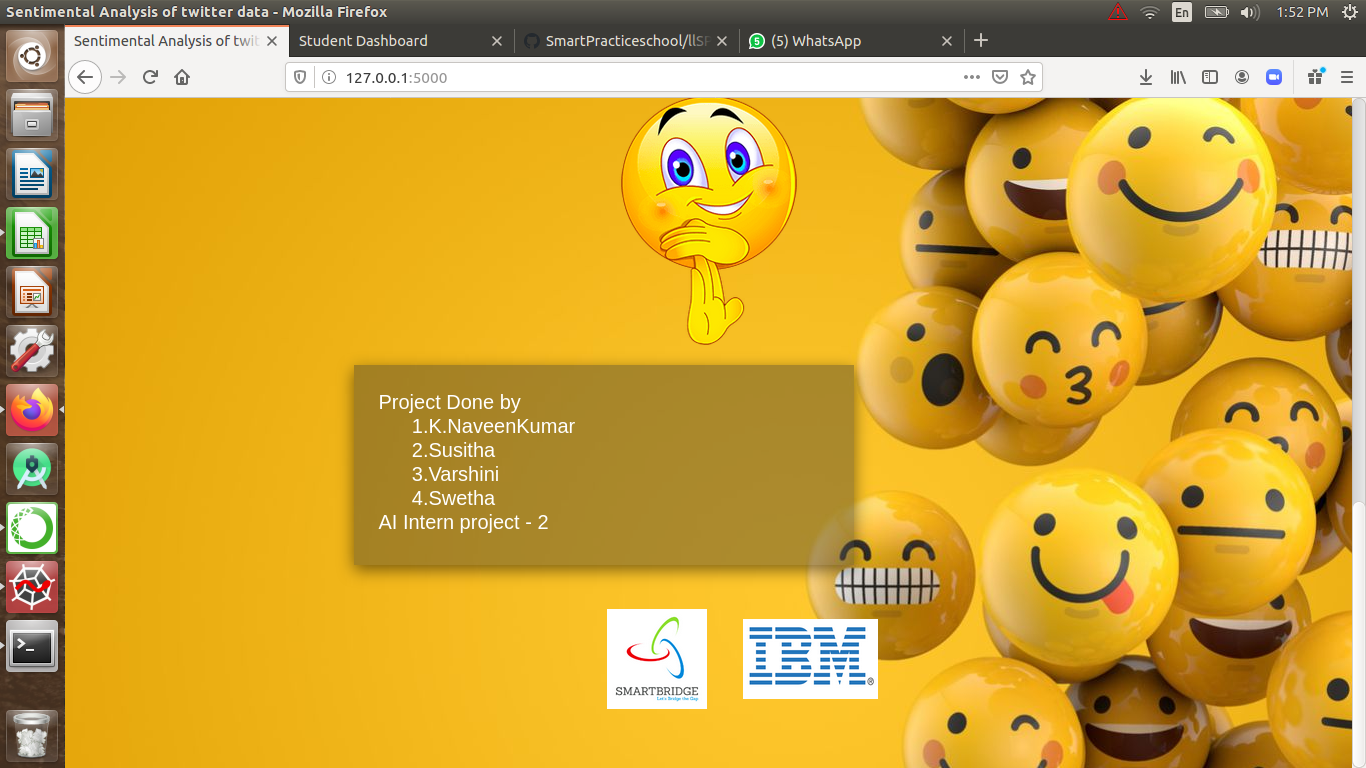 Sentimental Analysis of twitter data - Mozilla Firefox
En
1:52 PM
Sentimental Analysis of twit
Student Dashboard
SmartPracticeschool/llSP
5
(5) WhatsApp
127.0.0.1:5000
Project Done by
1.K.NaveenKumar
2.Susitha
3.Varshini
4.Swetha
AI Intern project - 2
SMARTBRIDGE
Let's Bridge the Gap
IBM®